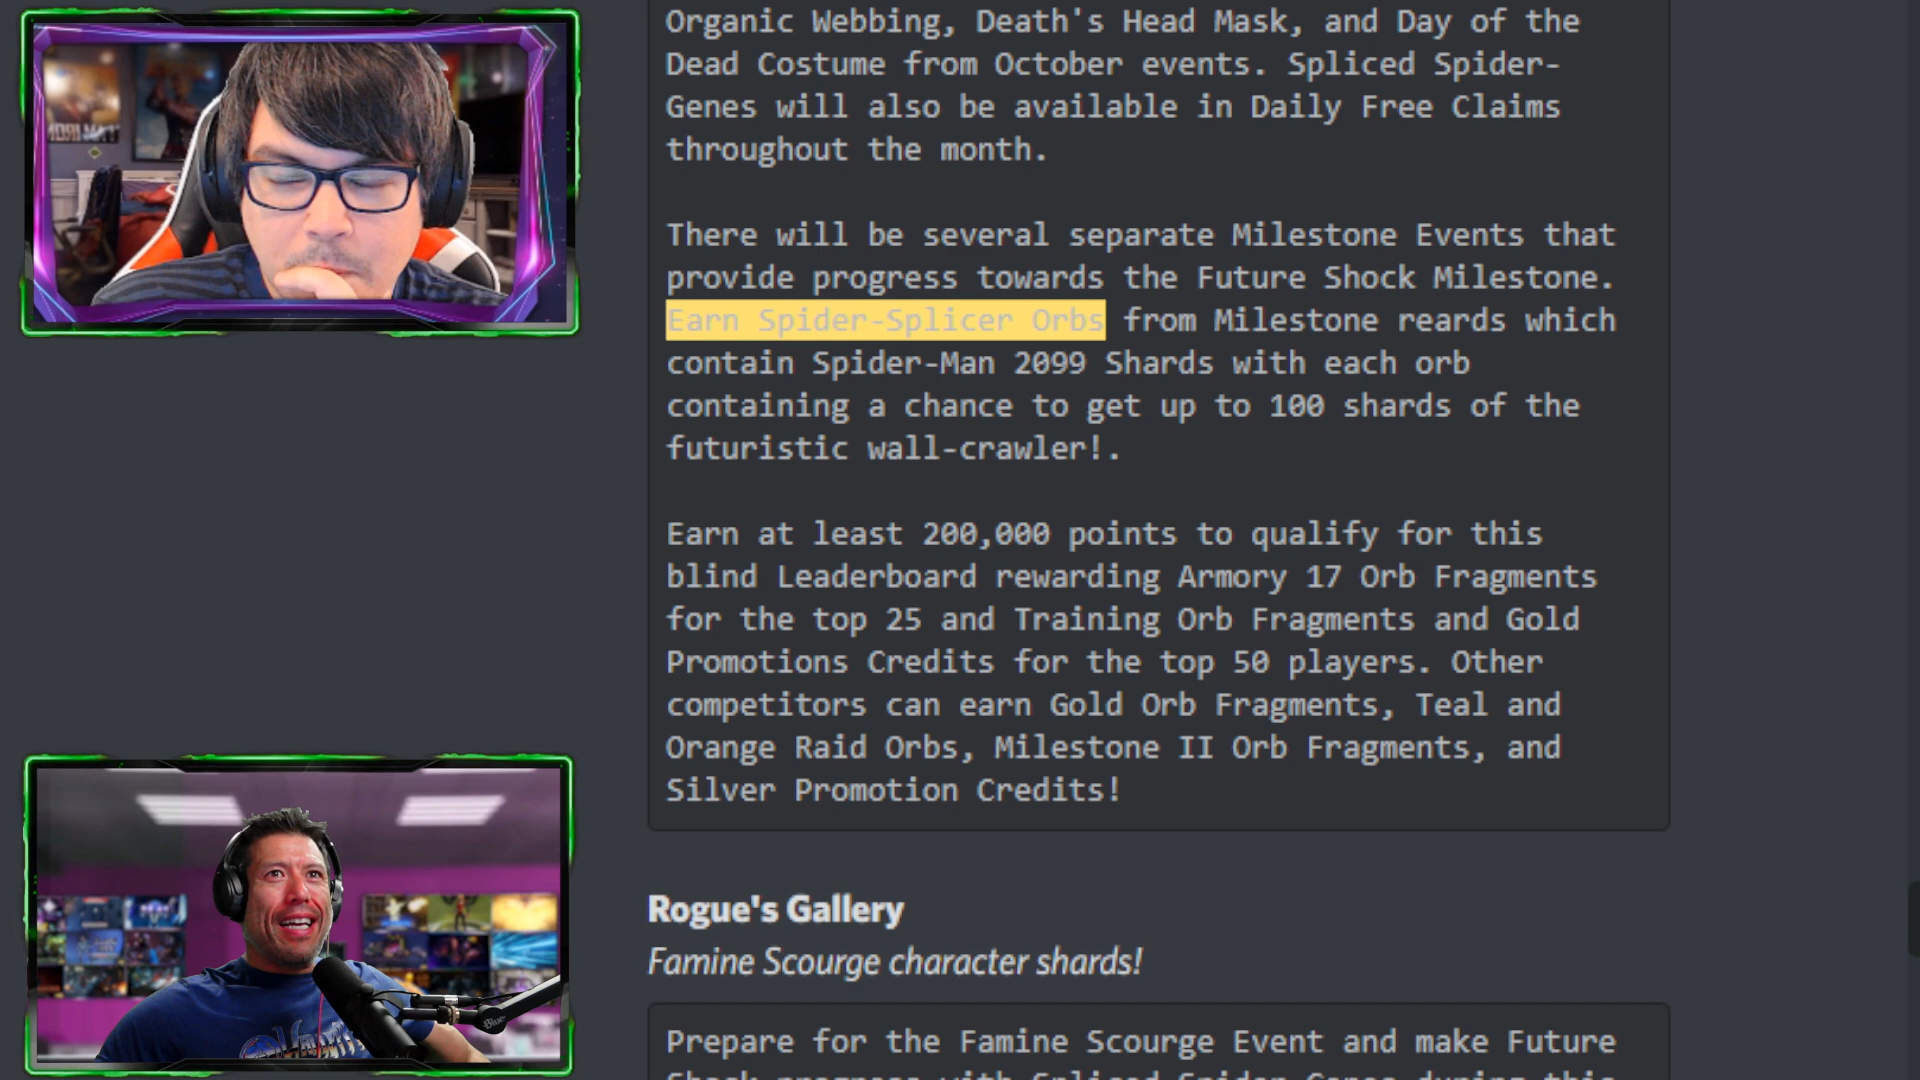 Organic Webbing, Death's Head Mask, and Day of the
Dead Costume from October events. Spliced Spider-
Genes will also be available in Daily Free Claims
throughout the month.
There will be several separate Milestone Events that
provide progress towards the Future Shock Milestone.
Earn Spider-Splicer Orbs from Milestone reards which
contain Spider-Man 2099 Shards with each orb
containing a chance to get up to 100 shards of the
futuristic wall-crawler!.
Earn at least 200,000 points to qualify for this
blind Leaderboard rewarding Armory 17 Orb Fragments
for the top 25 and Training Orb Fragments and Gold
Promotions Credits for the top 50 players. Other
competitors can earn Gold Orb Fragments, Teal and
Orange Raid Orbs, Milestone II Orb Fragments, and
Silver Promotion Credits!
Rogue's Gallery
Famine Scourge character shards!
Prepare for the Famine Scourge Event and make Future
Blue